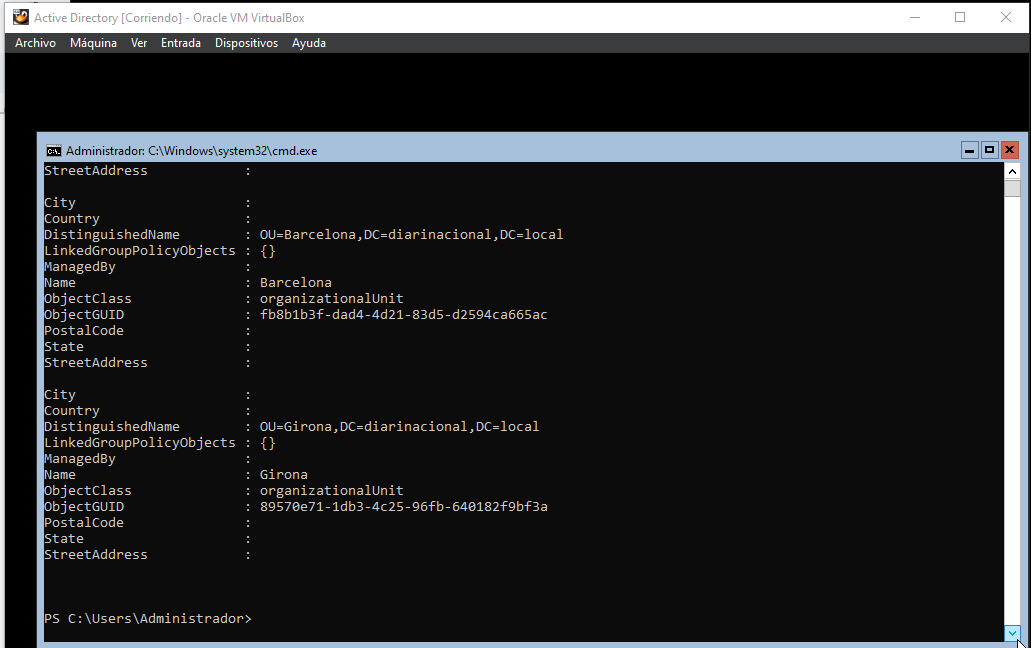 Active Directory [Corriendo] - Oracle VM VirtualBox
Archivo Máquina Ver Entrada Dispositivos Ayuda
Administrador: C:\Windows\system32\cmd.exe
StreetAddress :
City :
Country :
DistinguishedName : OU=Barcelona,DC=diarinacional,DC=local
LinkedGroupPolicyObjects : {}
ManagedBy :
Name : Barcelona
ObjectClass : organizationalUnit
ObjectGUID : fb8b1b3f-dad4-4d21-83d5-d2594ca665ac
PostalCode :
State :
StreetAddress :
City :
Country :
DistinguishedName : OU=Girona,DC=diarinacional,DC=local
LinkedGroupPolicyObjects : {}
ManagedBy :
Name : Girona
ObjectClass : organizationalUnit
ObjectGUID : 89570e71-1db3-4c25-96fb-640182f9bf3a
PostalCode :
State :
StreetAddress :
PS C:\Users\Administrador>